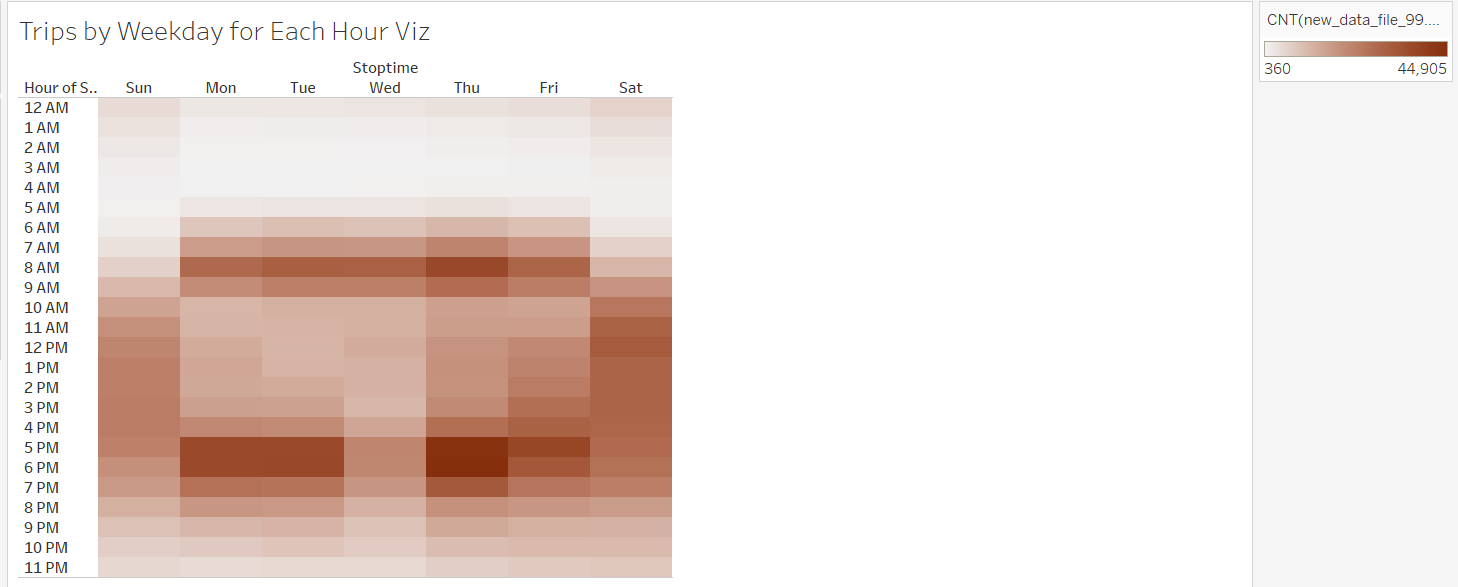 Trips by Weekday for Each Hour Viz
Stoptime
Hour of S.. Sun Mon Tue Wed Thu Fri Sat
12 AM
1 AM
2 AM
3 AM
4 AM
5 AM
6 AM
7 AM
8 AM
9 AM
10 AM
11 AM
12 PM
1 PM
2 PM
3 PM
4 PM
5 PM
6 PM
7 PM
8 PM
9 PM
10 PM
11 PM
CNT(new_data_file_99....
360 44,905